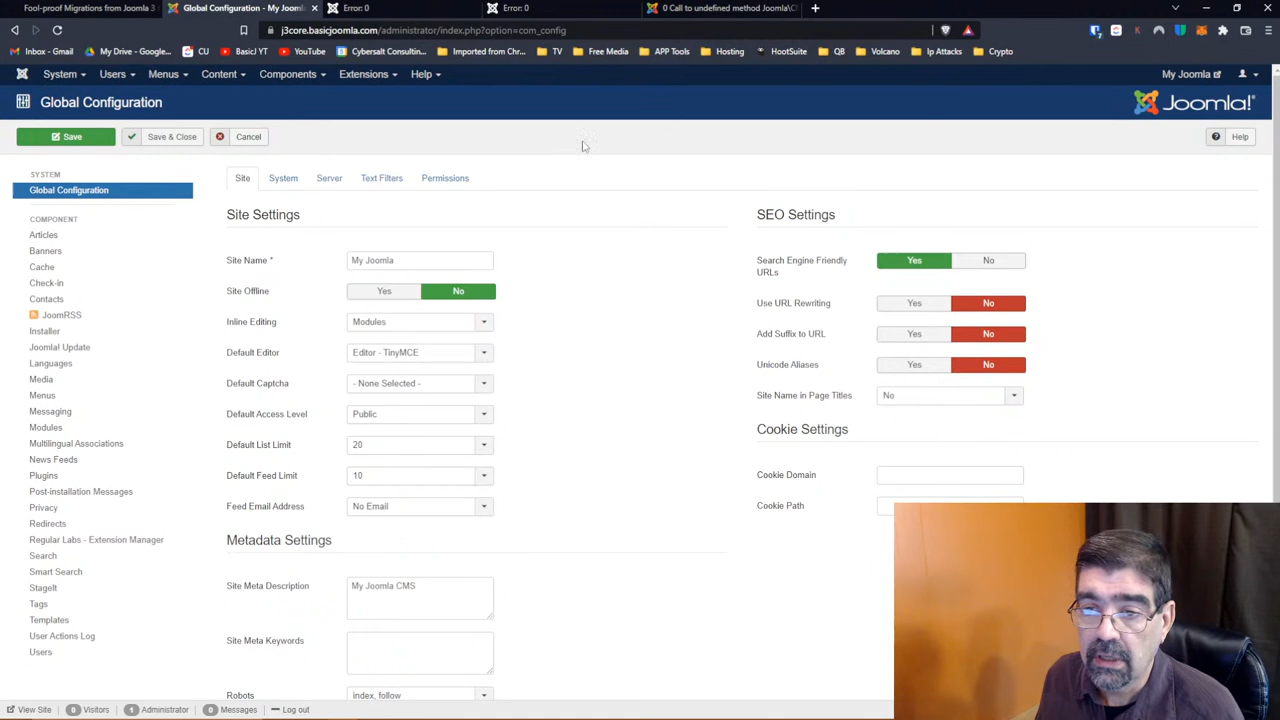 Fool-proof Migrations from Joomla 3
Global Configuration - My Jooml
Error: 0
Error: 0
0 Call to undefined method Joomla\C
j3core.basicjoomla.com/administrator/index.php?option=com_config
Inbox - Gmail
My Drive - Google...
CU
BasicJ YT
YouTube
Cybersalt Consulting...
Imported from Chr...
TV
Free Media
APP Tools
Hosting
HootSuite
QB
Volcano
Ip Attacks
Crypto
System
Users
Menus
Content
Components
Extensions
Help
My Joomla
Global Configuration
Joomla!
Save
Save & Close
Cancel
Help
SYSTEM
Global Configuration
COMPONENT
Articles
Banners
Cache
Check-in
Contacts
JoomRSS
Installer
Joomla! Update
Languages
Media
Menus
Messaging
Modules
Multilingual Associations
News Feeds
Plugins
Post-installation Messages
Privacy
Redirects
Regular Labs - Extension Manager
Search
Smart Search
StageIt
Tags
Templates
User Actions Log
Users
Site
System
Server
Text Filters
Permissions
Site Settings
Site Name *
My Joomla
Site Offline
Yes
No
Inline Editing
Modules
Default Editor
Editor - TinyMCE
Default Captcha
- None Selected -
Default Access Level
Public
Default List Limit
20
Default Feed Limit
10
Feed Email Address
No Email
Metadata Settings
Site Meta Description
My Joomla CMS
Site Meta Keywords
Robots
index, follow
SEO Settings
Search Engine Friendly
URLs
Yes
No
Use URL Rewriting
Yes
No
Add Suffix to URL
Yes
No
Unicode Aliases
Yes
No
Site Name in Page Titles
No
Cookie Settings
Cookie Domain
Cookie Path
View Site
0 Visitors
1 Administrator
0 Messages
Log out